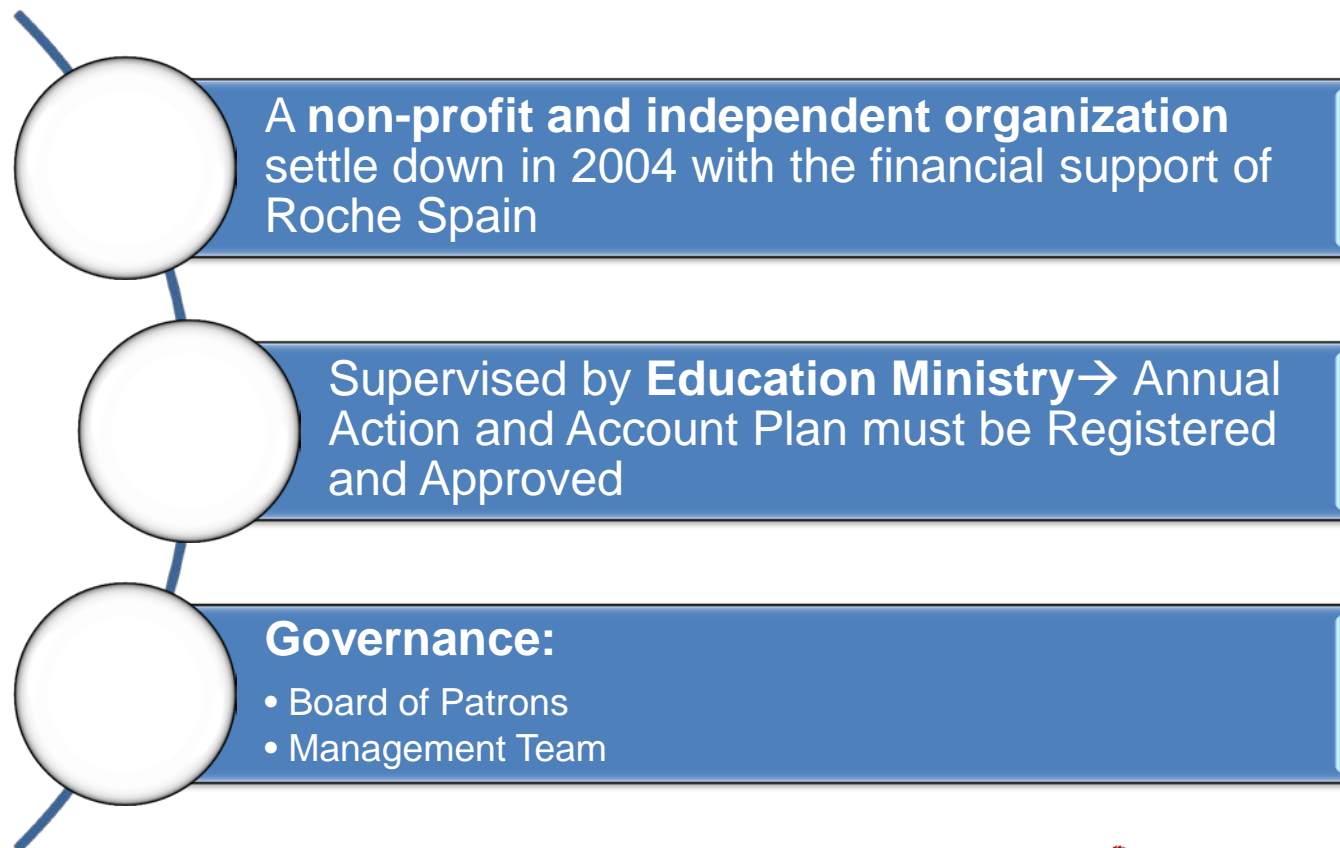 A non-profit and independent organization
settle down in 2004 with the financial support of
Roche Spain
Supervised by Education Ministry→ Annual
Action and Account Plan must be Registered
and Approved
Governance:
• Board of Patrons
• Management Team